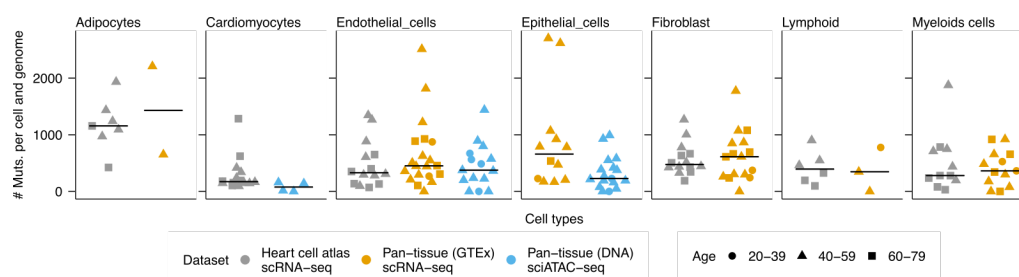 Adipocytes
Cardiomyocytes
Endothelial_cells
Epithelial_cells
Fibroblast
Lymphoid
Myeloids cells
# Muts. per cell and genome
2000
1000
0
Cell types
Dataset
Heart cell atlas
scRNA−seq
Pan−tissue (GTEx)
scRNA−seq
Pan−tissue (DNA)
sciATAC−seq
Age
20−39
40−59
60−79